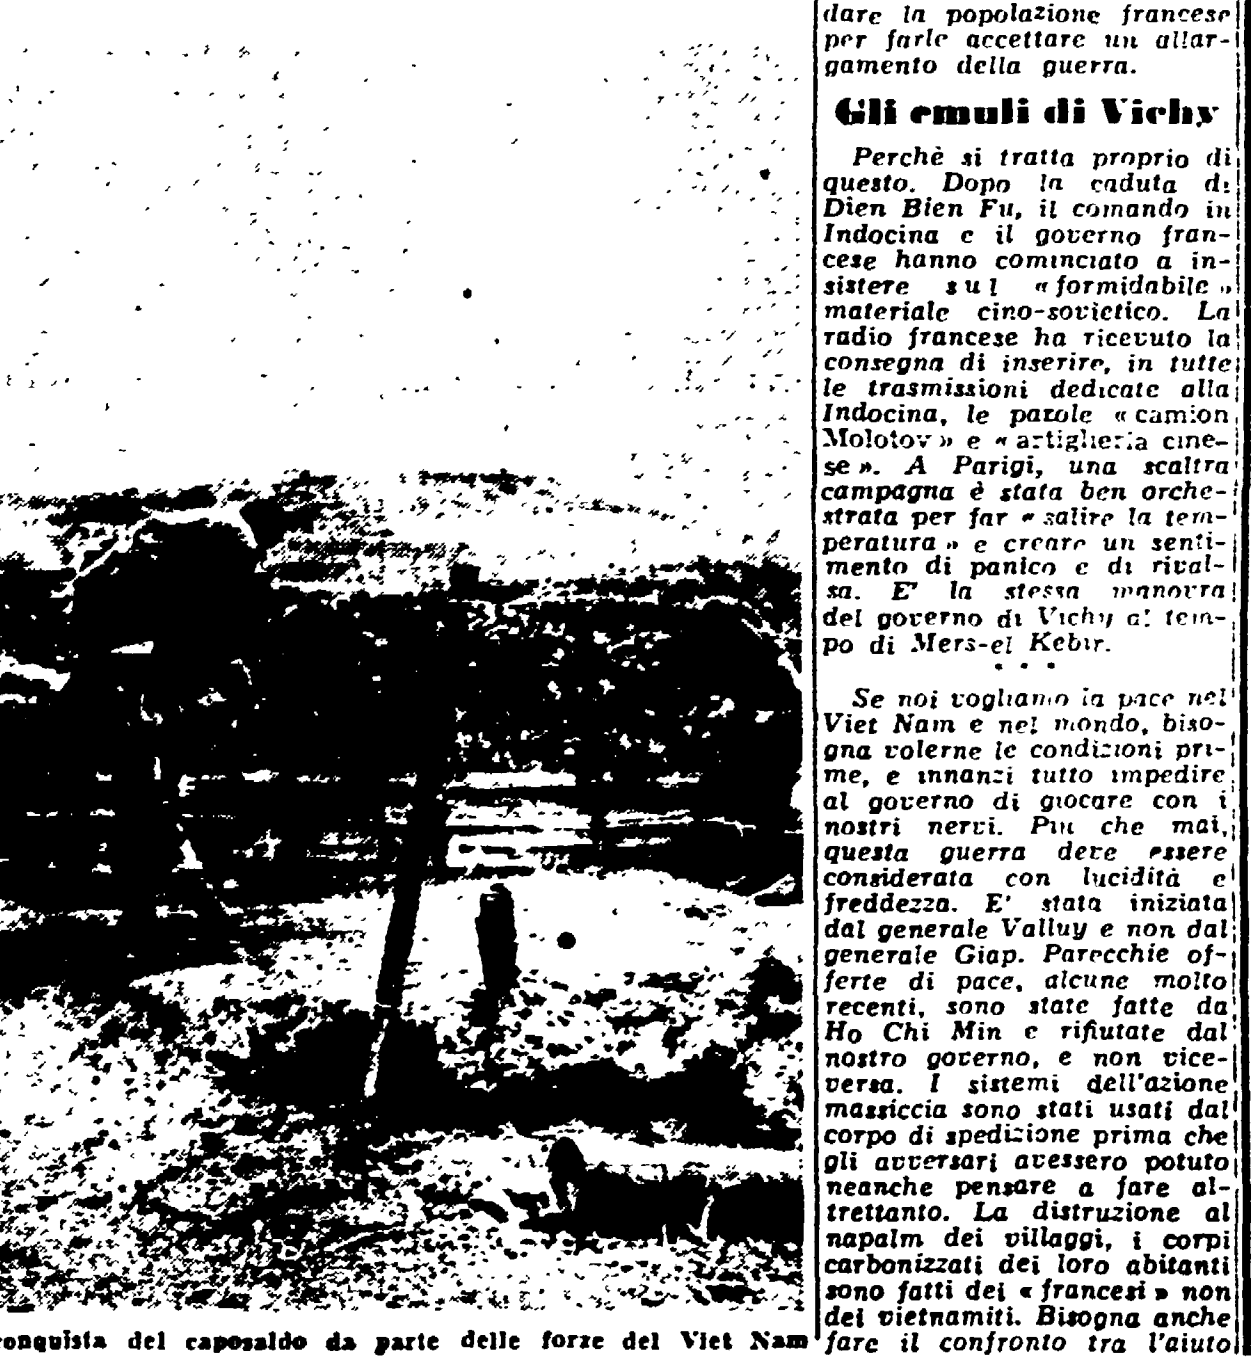 dare la popolazione francese
per farle accettare un allar-
gamento della guerra.
Gli emuli di Vichy
Perchè si tratta proprio di
questo. Dopo la caduta di
Dien Bien Fu, il comando in
Indocina e il governo fran-
cese hanno cominciato a in-
sistere sul « formidabile »
materiale cino-sovietico. La
radio francese ha ricevuto la
consegna di inserire, in tutte
le trasmissioni dedicate alla
Indocina, le parole « camion
Molotov » e « artiglieria cine-
se ». A Parigi, una scaltra
campagna è stata ben orche-
strata per far « salire la tem-
peratura » e creare un senti-
mento di panico e di rival-
sa. E' la stessa manovra
del governo di Vichy al tem-
po di Mers-el Kebir.
• • •
Se noi vogliamo la pace nel
Viet Nam e nel mondo, biso-
gna volerne le condizioni pri-
me, e innanzi tutto impedire
al governo di giocare con i
nostri nervi. Più che mai,
questa guerra deve essere
considerata con lucidità e
freddezza. E' stata iniziata
dal generale Valluy e non dal
generale Giap. Parecchie of-
ferte di pace, alcune molto
recenti, sono state fatte da
Ho Chi Min e rifiutate dal
nostro governo, e non vice-
versa. I sistemi dell'azione
massiccia sono stati usati dal
corpo di spedizione prima che
gli avversari avessero potuto
neanche pensare a fare al-
trettanto. La distruzione al
napalm dei villaggi, i corpi
carbonizzati dei loro abitanti
sono fatti dei « francesi » non
dei vietnamiti. Bisogna anche
fare il confronto tra l'aiuto
conquista del caposaldo da parte delle forze del Viet Nam